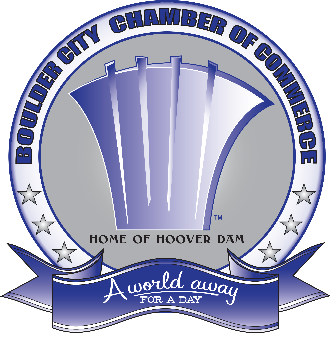 BOULDER CITY CHAMBER OF COMMERCE
TM
HOME OF HOOVER DAM
A world away
FOR A DAY